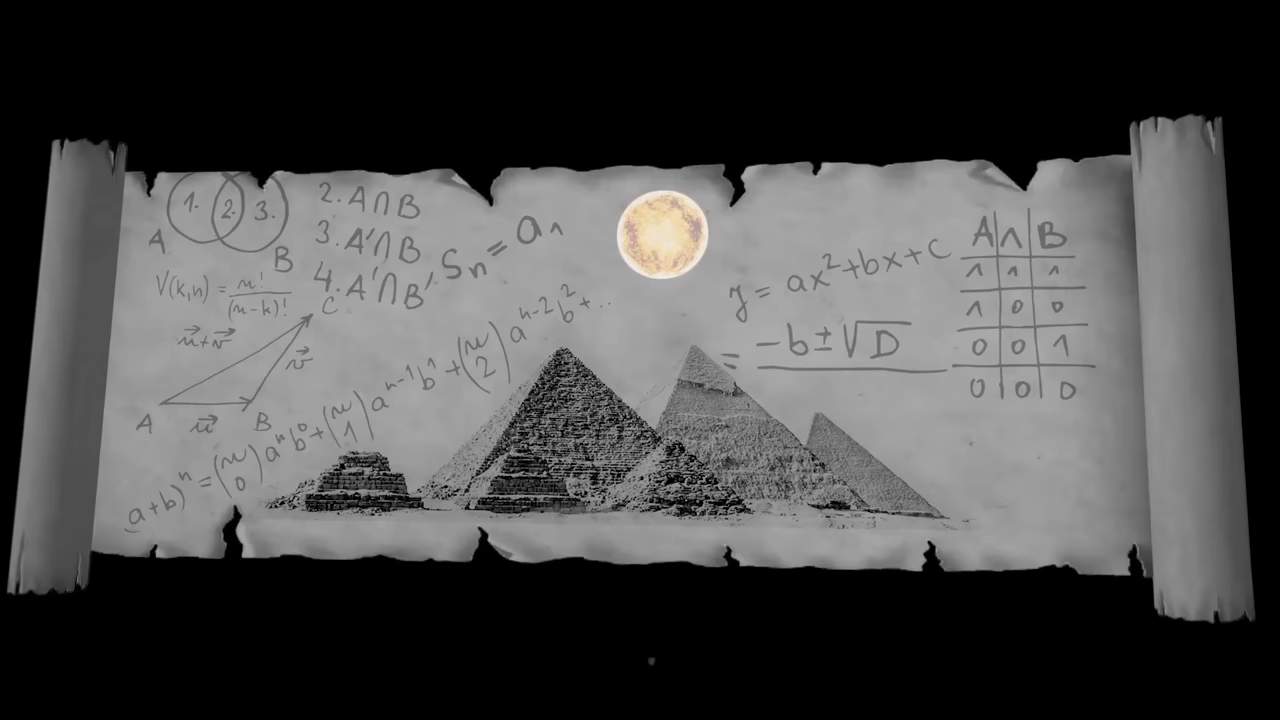 1. 2. 3.
A B
2. A∩B
3. A'∩B
4. A'∩B'
V(k,n) = n!/(n-k)!
Sₙ = a₁
C
u⃗+v⃗
v⃗
A u⃗ B
(a+b)ⁿ = (n 0) aⁿb⁰ + (n 1) aⁿ⁻¹b¹ + (n 2) aⁿ⁻²b² + ..
y = ax²+bx+c
= -b±√D
A ∧ B
1 1 1
1 0 0
0 0 1
0 0 0